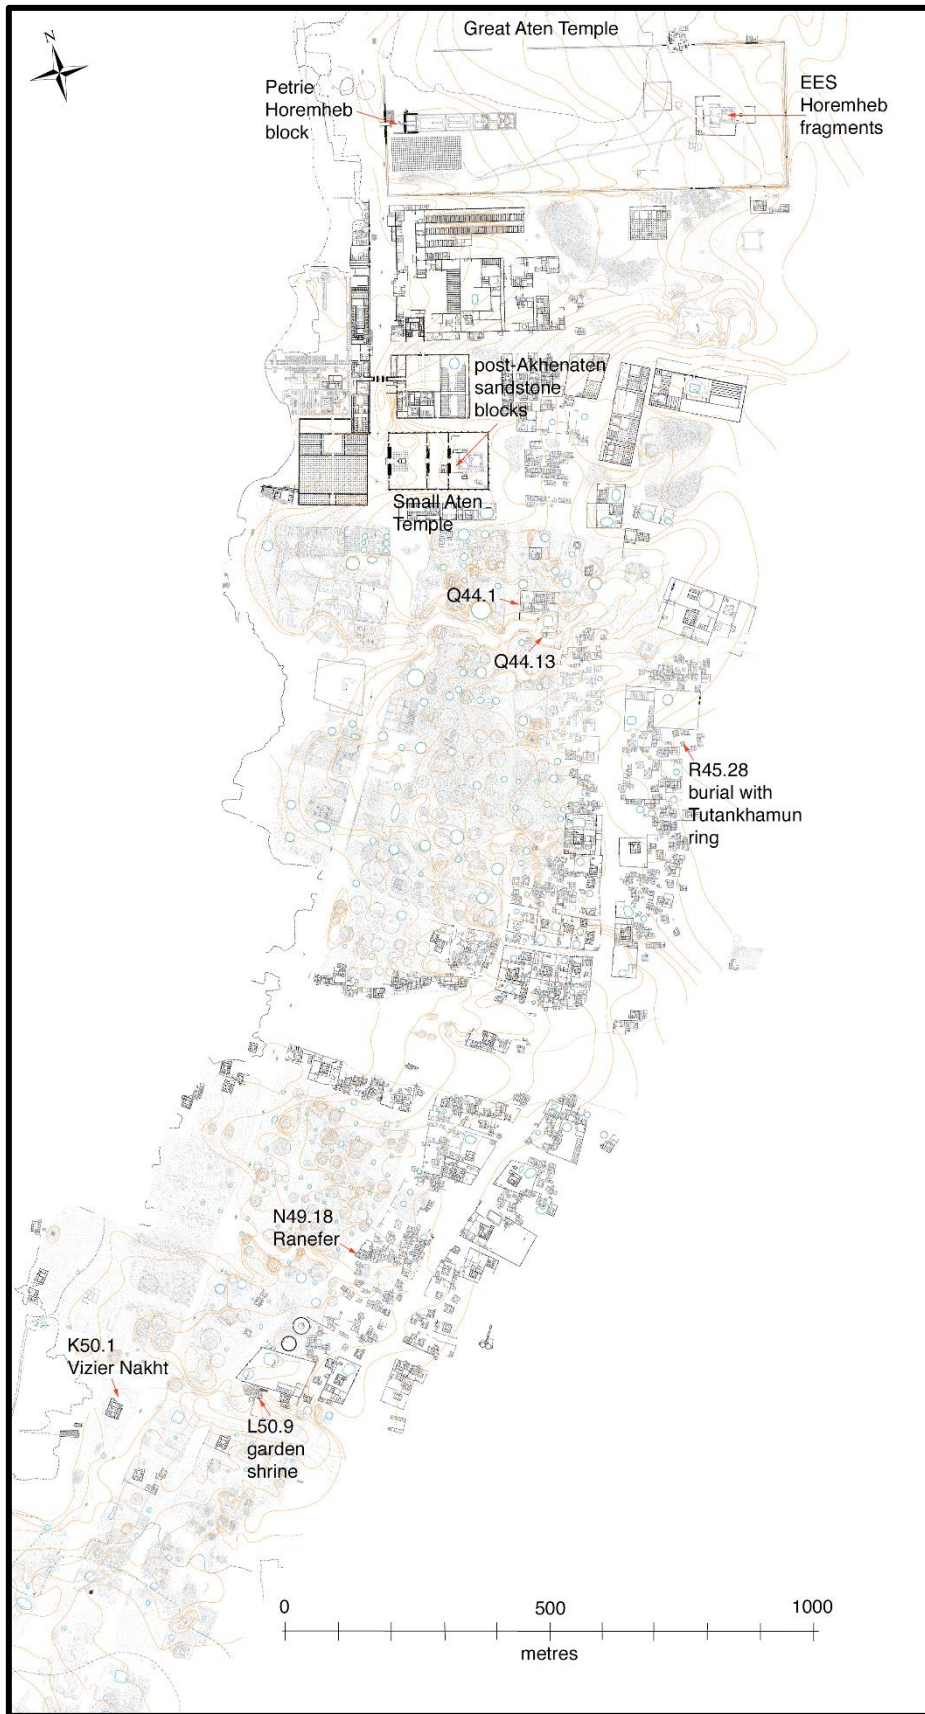 Great Aten Temple
N
Petrie
Horemheb
block
EES
Horemheb
fragments
post-Akhenaten
sandstone
blocks
Small Aten
Temple
Q44.1
Q44.13
R45.28
burial with
Tutankhamun
ring
N49.18
Ranefer
K50.1
Vizier Nakht
L50.9
garden
shrine
0 500 1000
metres